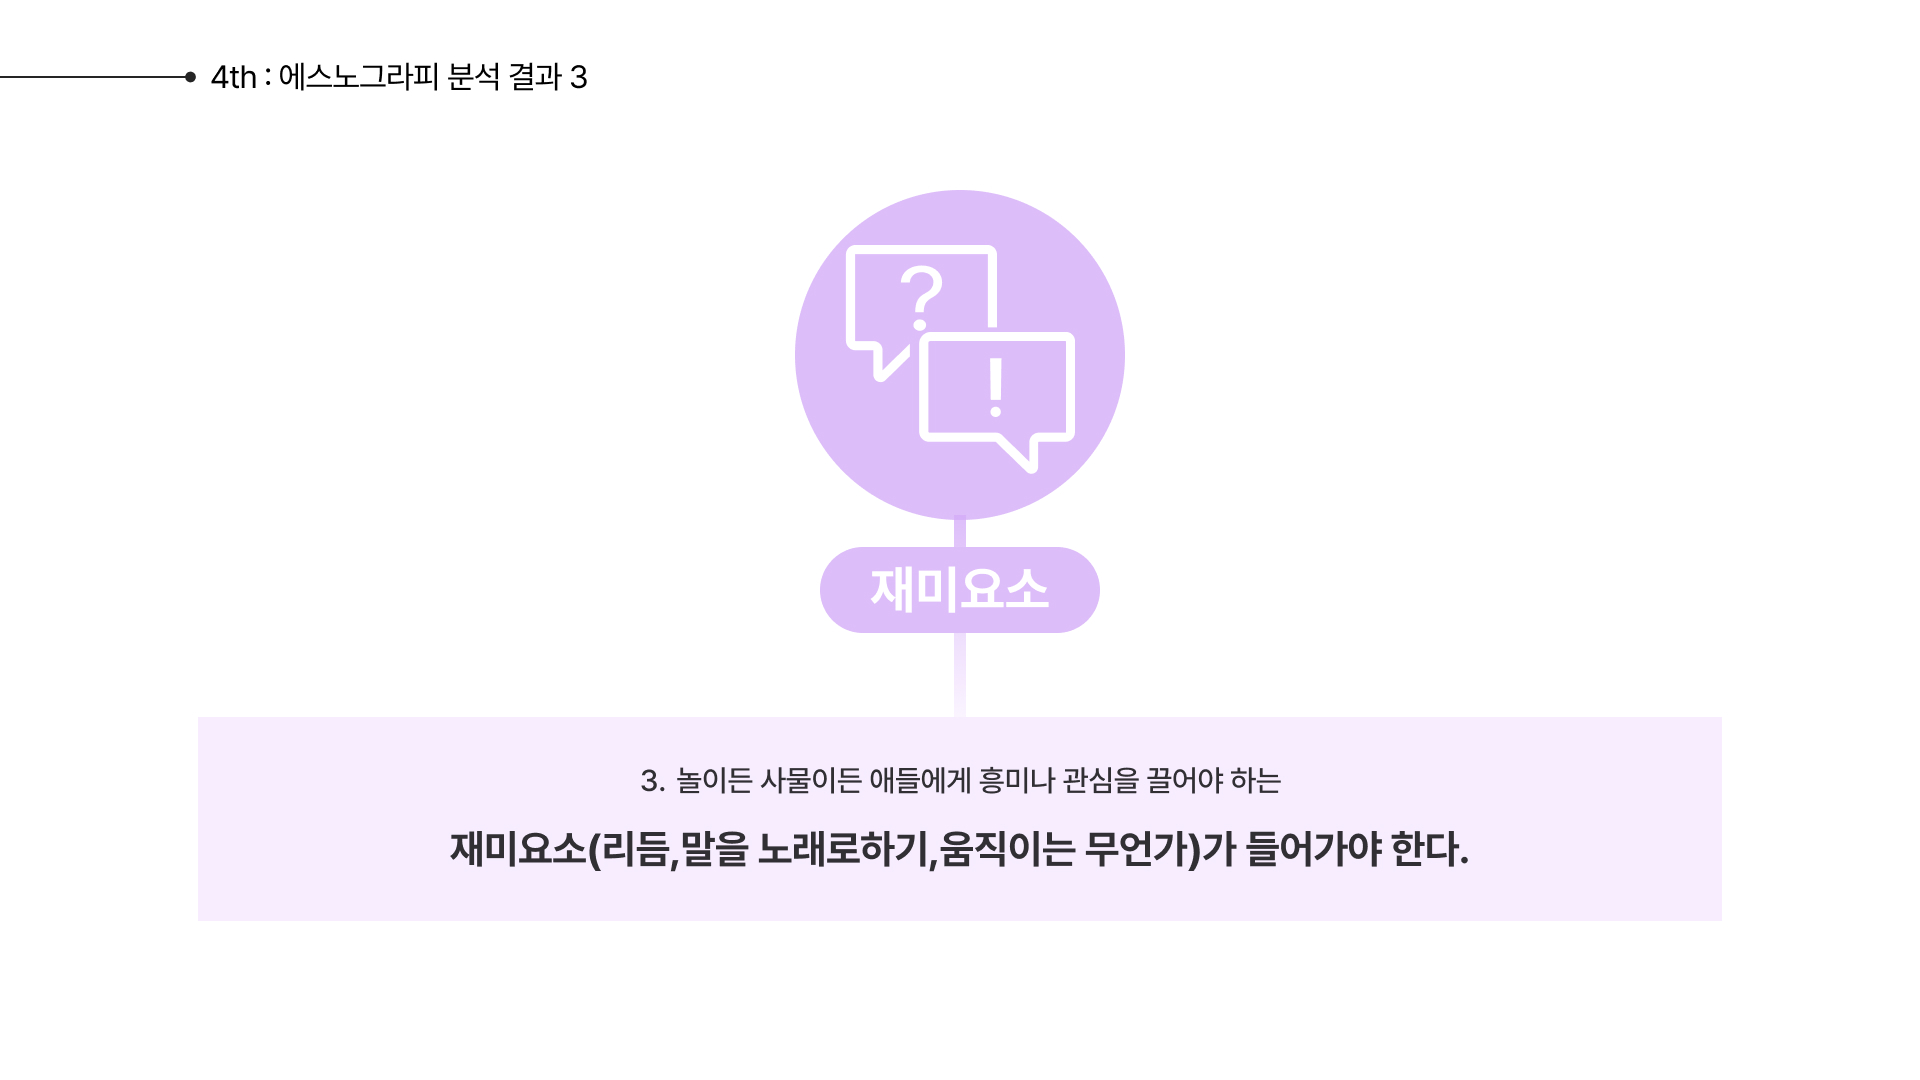 4th : 에스노그라피 분석 결과 3
?
!
재미요소
3. 놀이든 사물이든 애들에게 흥미나 관심을 끌어야 하는
재미요소(리듬,말을 노래로하기,움직이는 무언가)가 들어가야 한다.